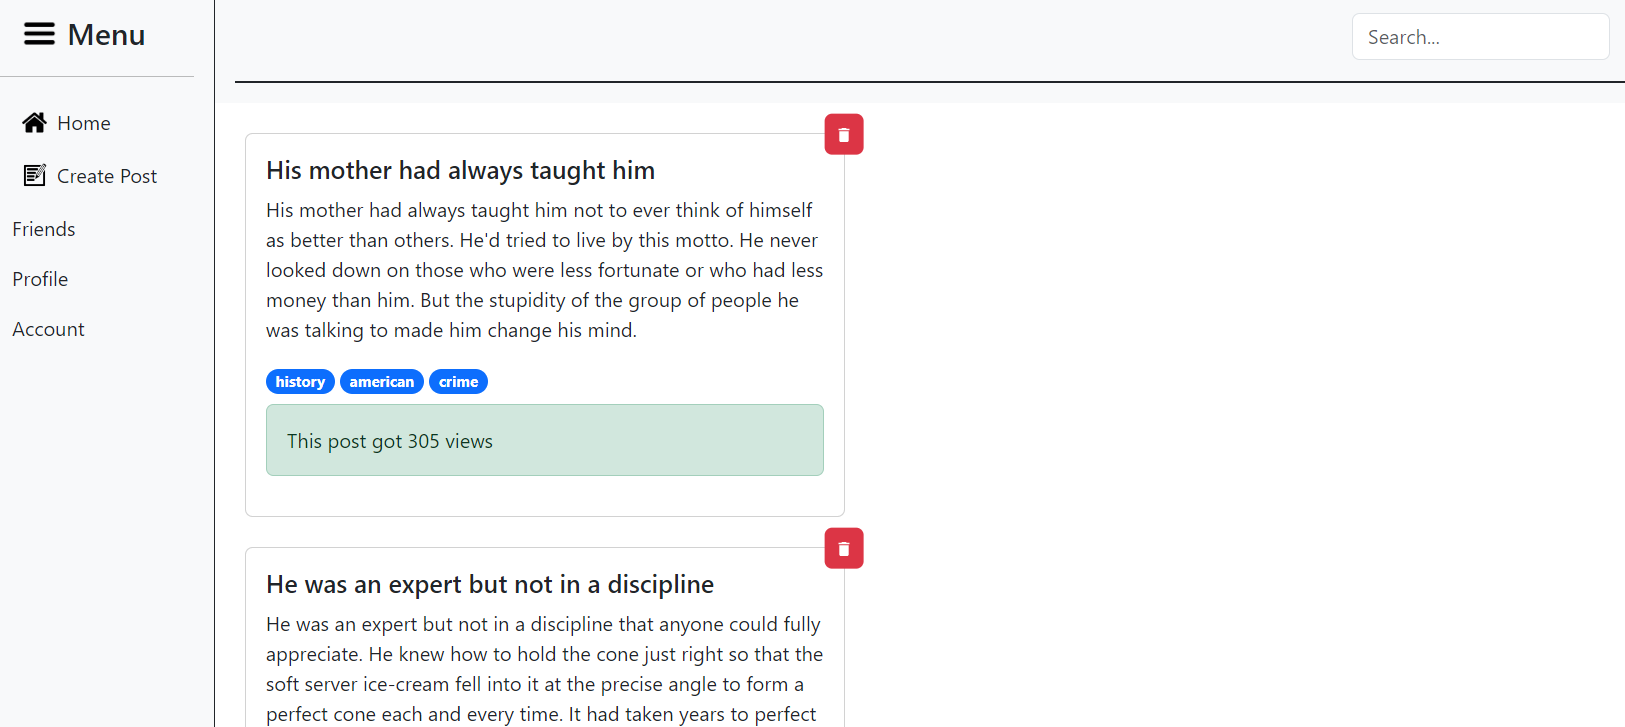 Menu
Search...
Home
Create Post
Friends
Profile
Account
His mother had always taught him
His mother had always taught him not to ever think of himself
as better than others. He'd tried to live by this motto. He never
looked down on those who were less fortunate or who had less
money than him. But the stupidity of the group of people he
was talking to made him change his mind.
history american crime
This post got 305 views
He was an expert but not in a discipline
He was an expert but not in a discipline that anyone could fully
appreciate. He knew how to hold the cone just right so that the
soft server ice-cream fell into it at the precise angle to form a
perfect cone each and every time. It had taken years to perfect